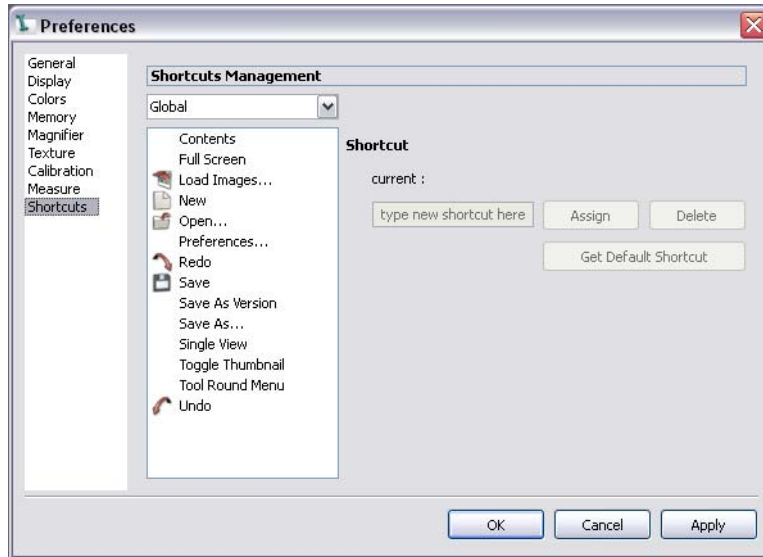 Preferences
General
Display
Colors
Memory
Magnifier
Texture
Calibration
Measure
Shortcuts
Shortcuts Management
Global
Contents
Full Screen
Load Images...
New
Open...
Preferences...
Redo
Save
Save As Version
Save As...
Single View
Toggle Thumbnail
Tool Round Menu
Undo
Shortcut
current :
type new shortcut here
Assign
Delete
Get Default Shortcut
OK
Cancel
Apply